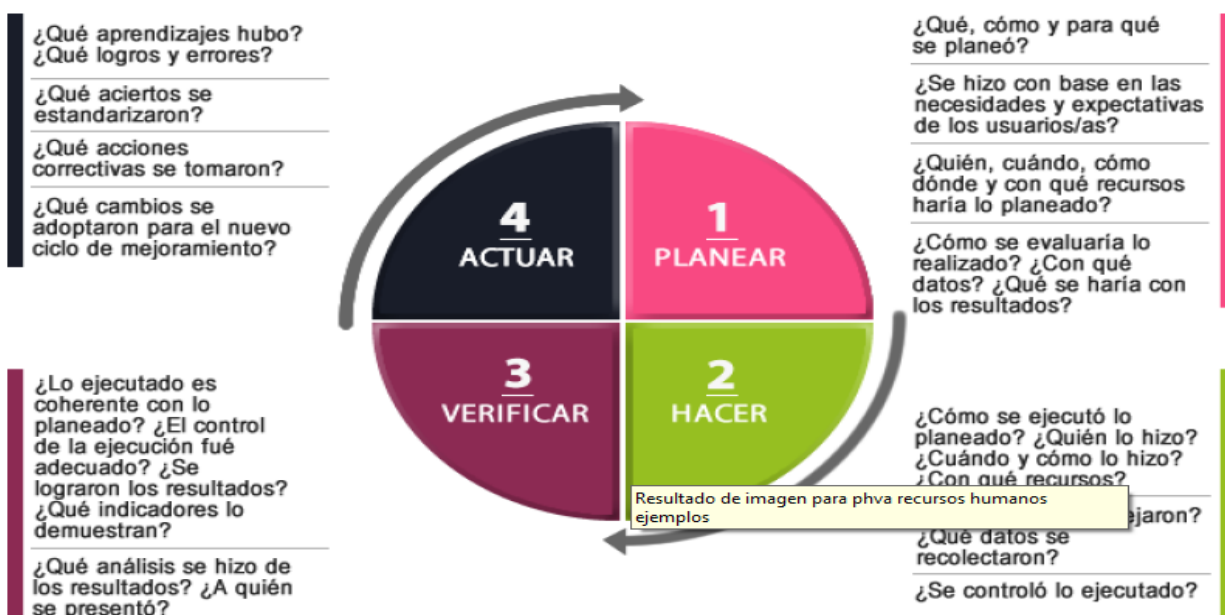 ¿Qué aprendizajes hubo?
¿Qué logros y errores?
¿Qué aciertos se
estandarizaron?
¿Qué acciones
correctivas se tomaron?
¿Qué cambios se
adoptaron para el nuevo
ciclo de mejoramiento?
¿Qué, cómo y para qué
se planeó?
¿Se hizo con base en las
necesidades y expectativas
de los usuarios/as?
¿Quién, cuándo, cómo
dónde y con qué recursos
haría lo planeado?
¿Cómo se evaluaría lo
realizado? ¿Con qué
datos? ¿Qué se haría con
los resultados?
4
ACTUAR
1
PLANEAR
3
VERIFICAR
2
HACER
¿Lo ejecutado es
coherente con lo
planeado? ¿El control
de la ejecución fué
adecuado? ¿Se
lograron los resultados?
¿Qué indicadores lo
demuestran?
¿Qué análisis se hizo de
los resultados? ¿A quién
se presentó?
¿Cómo se ejecutó lo
planeado? ¿Quién lo hizo?
¿Cuándo y cómo lo hizo?
¿Con qué recursos?
Resultado de imagen para phva recursos humanos
ejemplos
ejaron?
¿Qué datos se
recolectaron?
¿Se controló lo ejecutado?